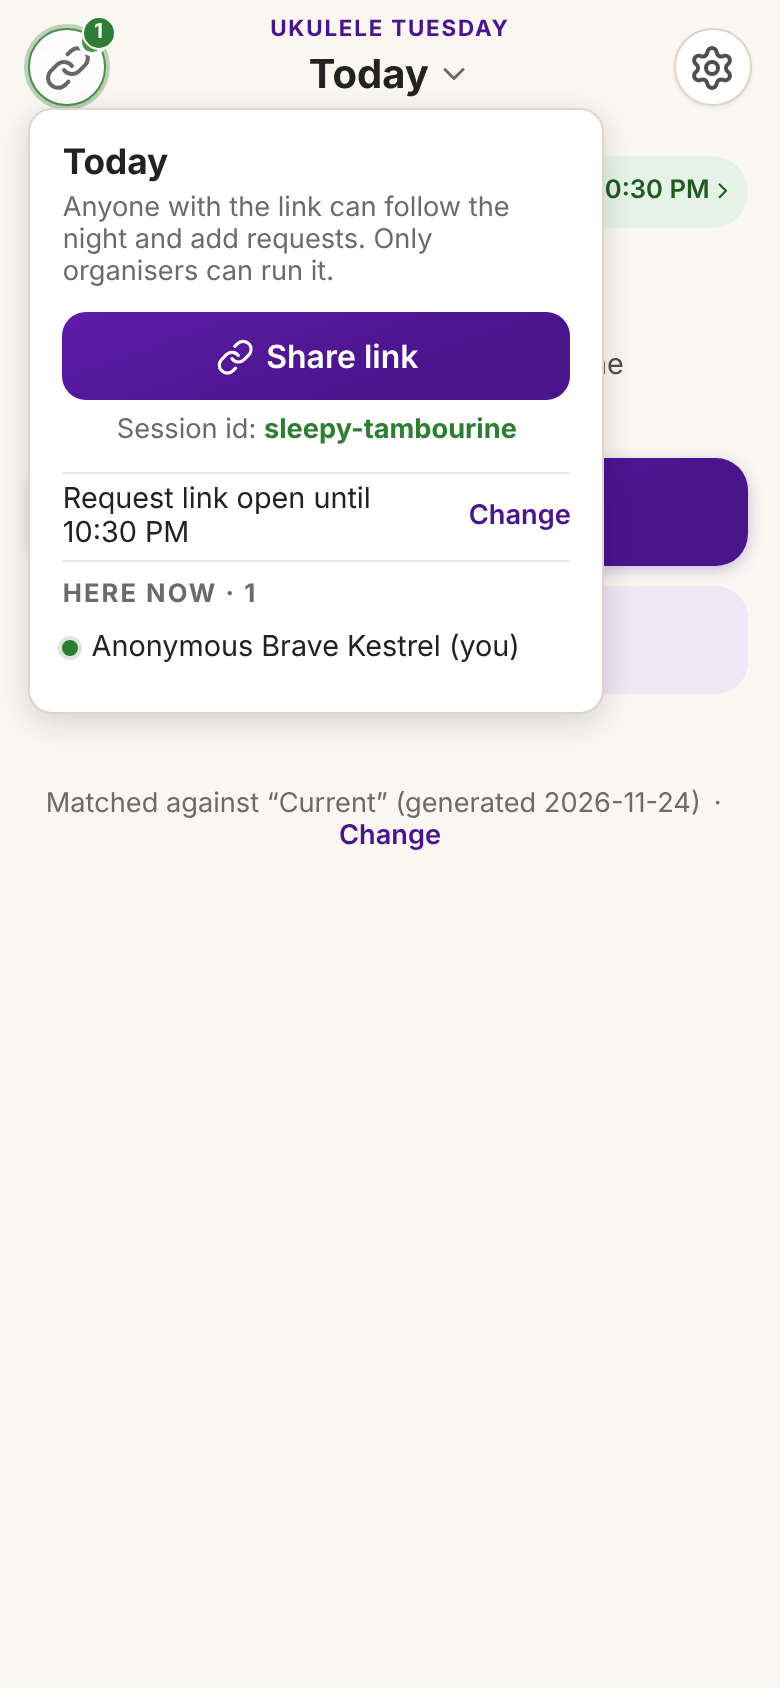 1
UKULELE TUESDAY
Today
Today
Anyone with the link can follow the
night and add requests. Only
organisers can run it.
0:30 PM
Share link
Session id: sleepy-tambourine
Request link open until
10:30 PM
Change
HERE NOW · 1
Anonymous Brave Kestrel (you)
Matched against “Current” (generated 2026-11-24) ·
Change